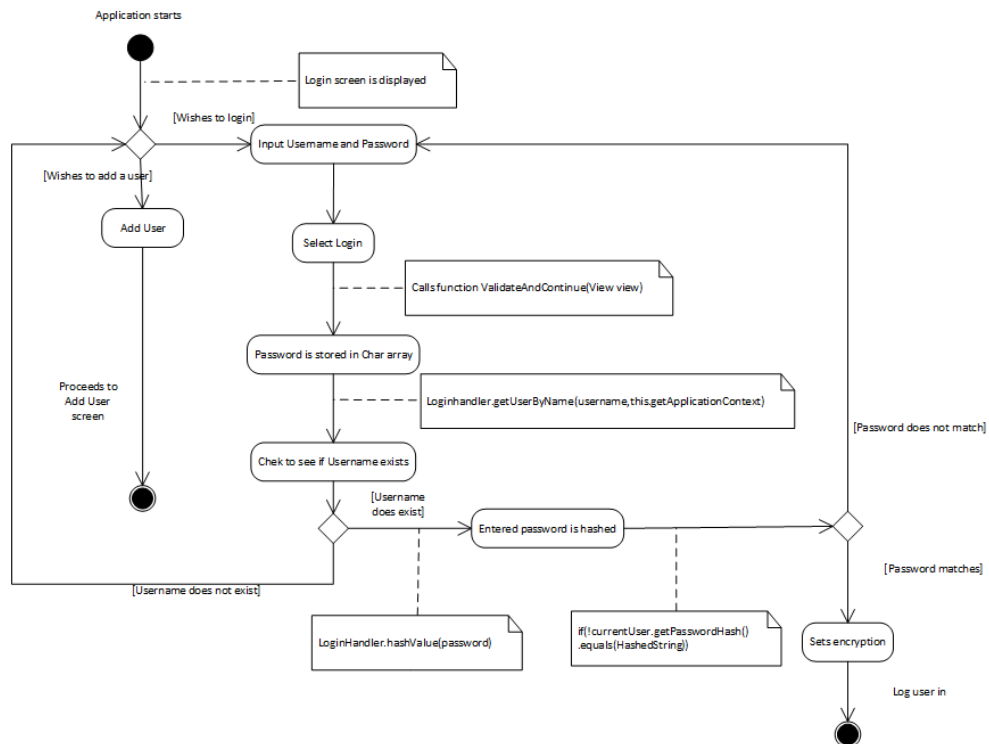 Application starts
Login screen is displayed
[Wishes to login]
Input Username and Password
[Wishes to add a user]
Add User
Select Login
Calls function ValidateAndContinue(View view)
Password is stored in Char array
Proceeds to
Add User
screen
Loginhandler.getUserByName(username,this.getApplicationContext)
[Password does not match]
Chek to see if Username exists
[Username
does exist]
Entered password is hashed
[Password matches]
[Username does not exist]
LoginHandler.hashValue(password)
if(!currentUser.getPasswordHash()
.equals(HashedString))
Sets encryption
Log user in